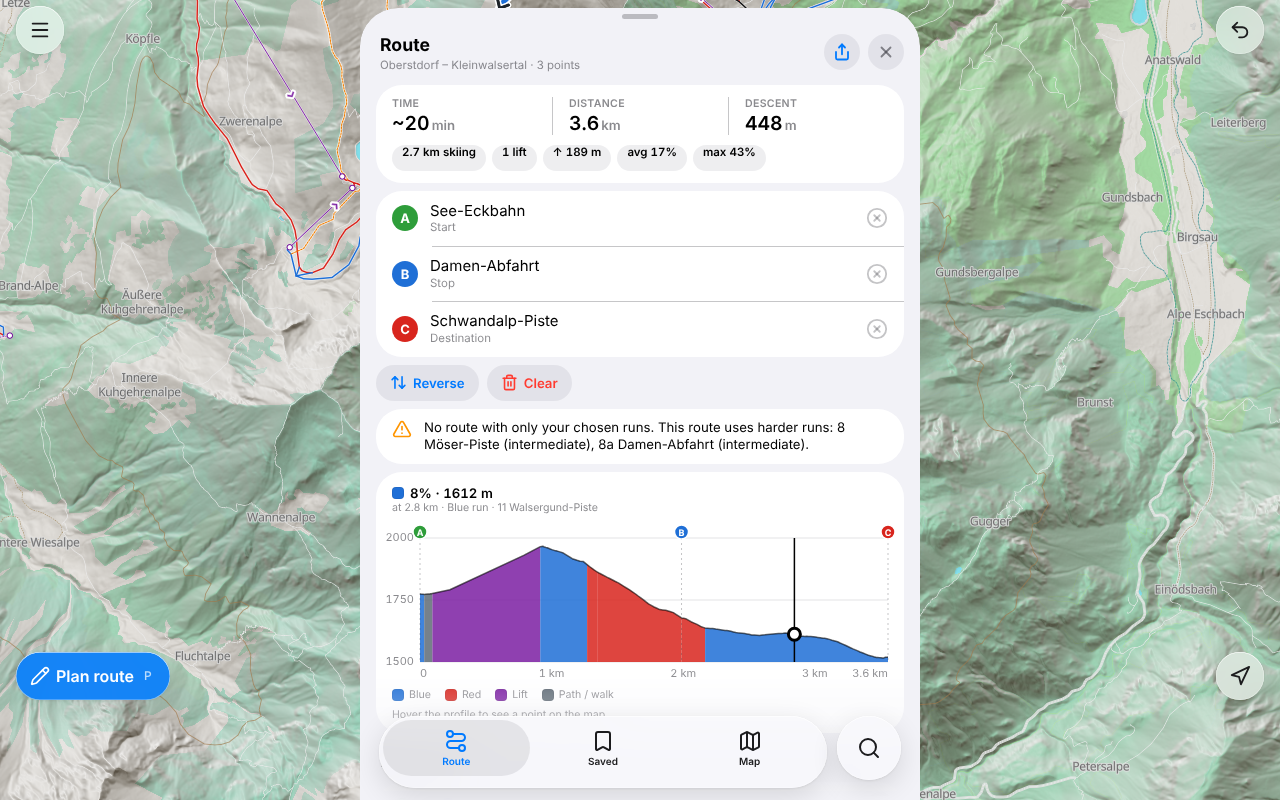 Letze
Köpfle
Zwerenalpe
Brand-Alpe
Äußere
Kuhgehrenalpe
Innere
Kuhgehrenalpe
Wannenalpe
ntere Wiesalpe
Fluchtalpe
Plan route P
Route
Oberstdorf – Kleinwalsertal · 3 points
TIME
~20 min
DISTANCE
3.6 km
DESCENT
448 m
2.7 km skiing
1 lift
↑ 189 m
avg 17%
max 43%
A
See-Eckbahn
Start
B
Damen-Abfahrt
Stop
C
Schwandalp-Piste
Destination
Reverse
Clear
No route with only your chosen runs. This route uses harder runs: 8
Möser-Piste (intermediate), 8a Damen-Abfahrt (intermediate).
8% · 1612 m
at 2.8 km · Blue run · 11 Walsergund-Piste
A
B
C
2000
1750
1500
0
1 km
2 km
3 km
3.6 km
Blue
Red
Lift
Path / walk
Hover the profile to see a point on the map
Route
Saved
Map
Anatswald
Leiterberg
Gundsbach
Birgsau
Gundsbergalpe
Alpe Eschbach
Brunst
Gugger
Einödsbach
Petersalpe
enalpe